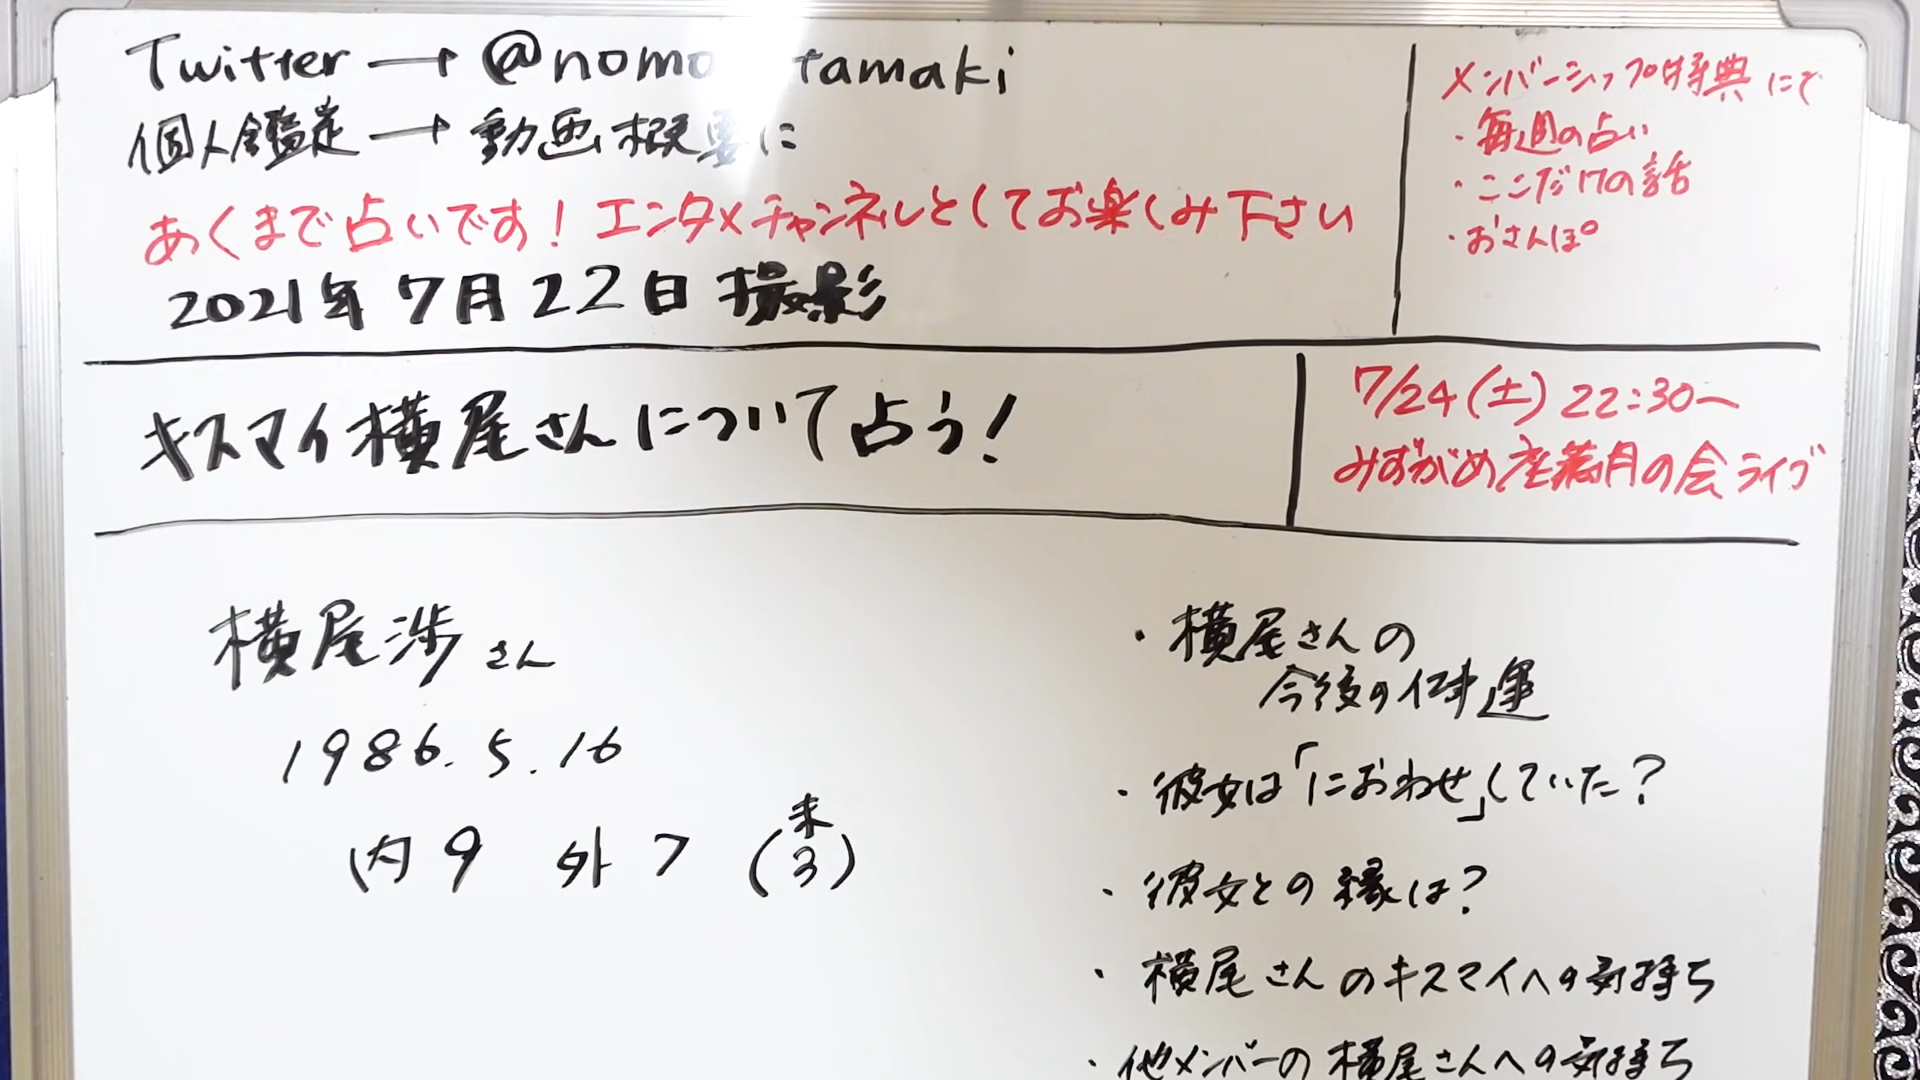 Twitter → @nomo tamaki
個人鑑定 → 動画概要に
あくまで占いです！エンタメチャンネルとしてお楽しみ下さい
2021年7月22日撮影
メンバーシップ特典にて
・毎週の占い
・ここだけの話
・おさんぽ
キスマイ横尾さんについて占う！
7/24(土)22:30〜
みずがめ座満月の会ライブ
横尾渉さん
1986.5.16
内9 外7 (末3)
・横尾さんの
今後の仕事運
・彼女は「におわせ」していた？
・彼女との縁は？
・横尾さんのキスマイへの気持ち
・他メンバーの横尾さんへの気持ち